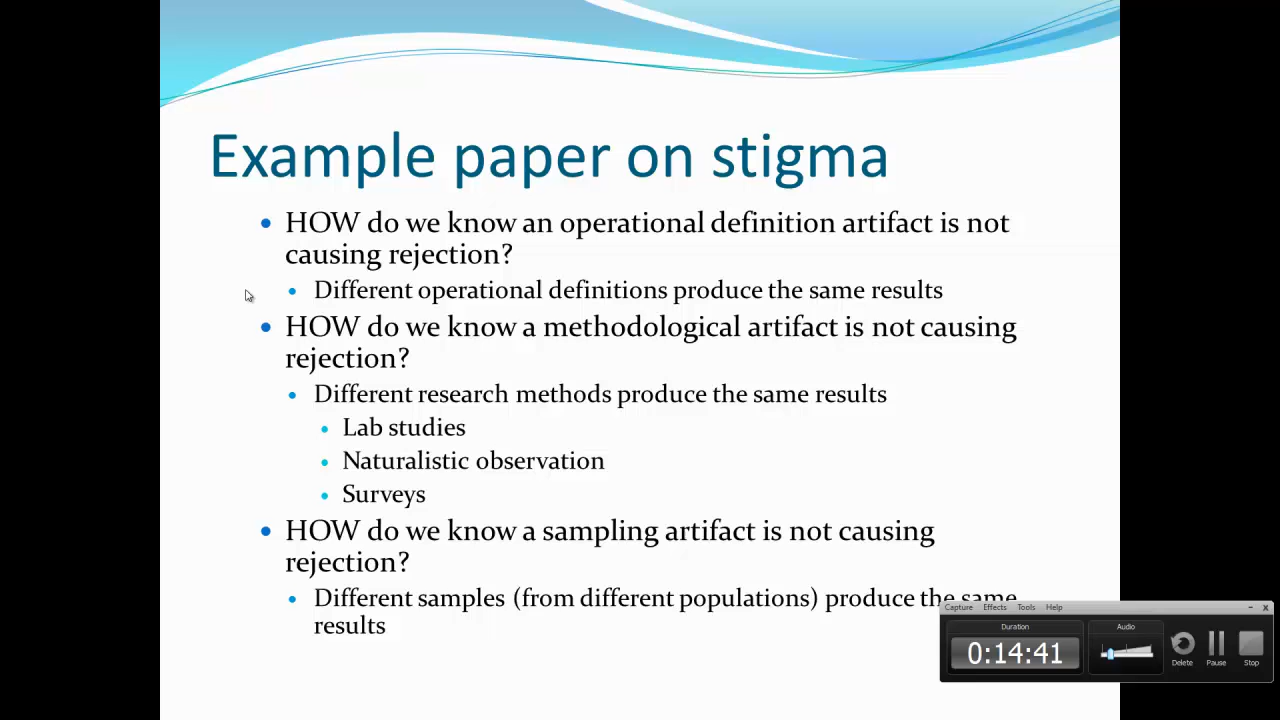 Example paper on stigma
HOW do we know an operational definition artifact is not
causing rejection?
Different operational definitions produce the same results
HOW do we know a methodological artifact is not causing
rejection?
Different research methods produce the same results
Lab studies
Naturalistic observation
Surveys
HOW do we know a sampling artifact is not causing
rejection?
Different samples (from different populations) produce the same
results
Capture Effects Tools Help
Duration Audio
0:14:41
Delete Pause Stop